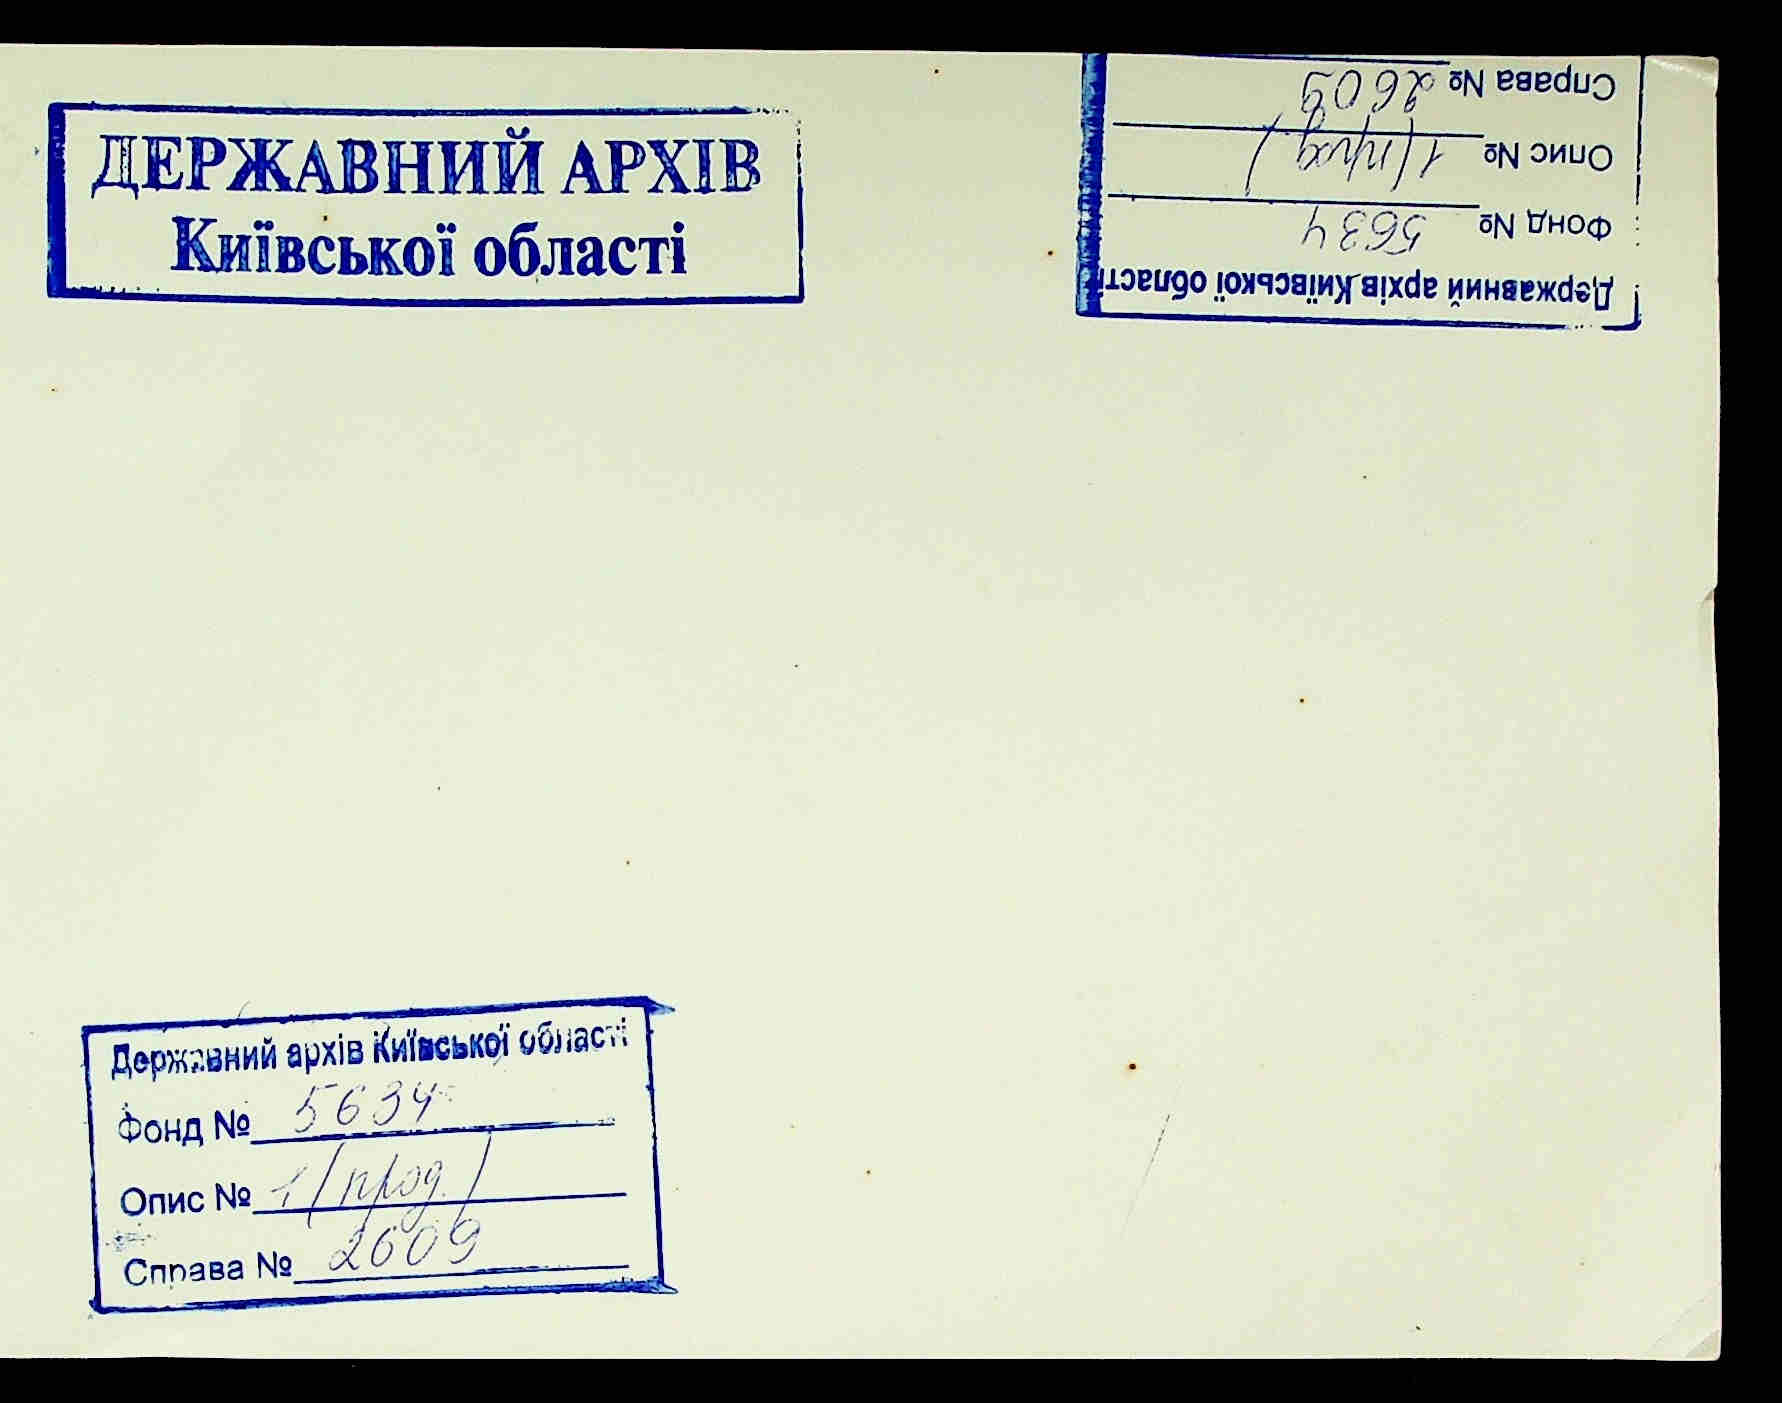 ДЕРЖАВНИЙ АРХІВ
Київської області
Державний архів Київської області
Фонд № 5634
Опис № 1 (прод)
Справа № 2609
Державний архів Київської області
Фонд № 5634
Опис № 1 (прод.)
Справа № 2609